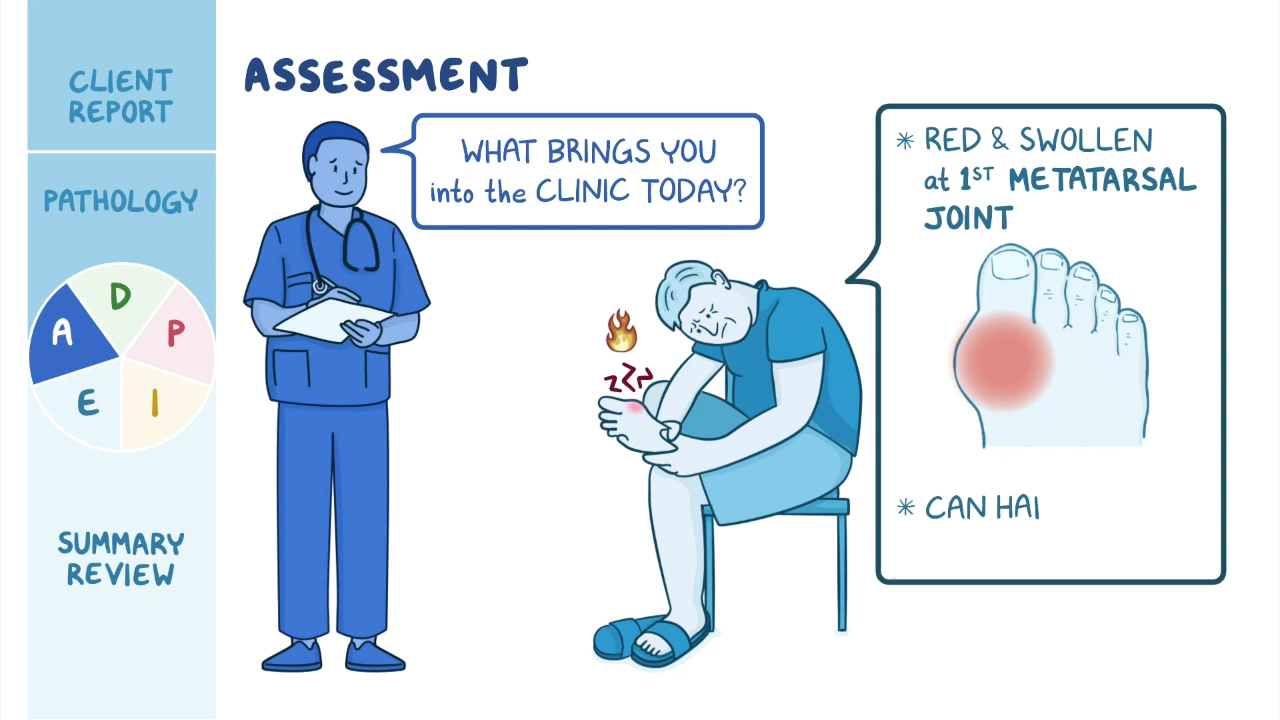 CLIENT
REPORT
PATHOLOGY
A
D
P
E
I
SUMMARY
REVIEW
ASSESSMENT
WHAT BRINGS YOU
into the CLINIC TODAY?
* RED & SWOLLEN
at 1ST METATARSAL
JOINT
* CAN HAI